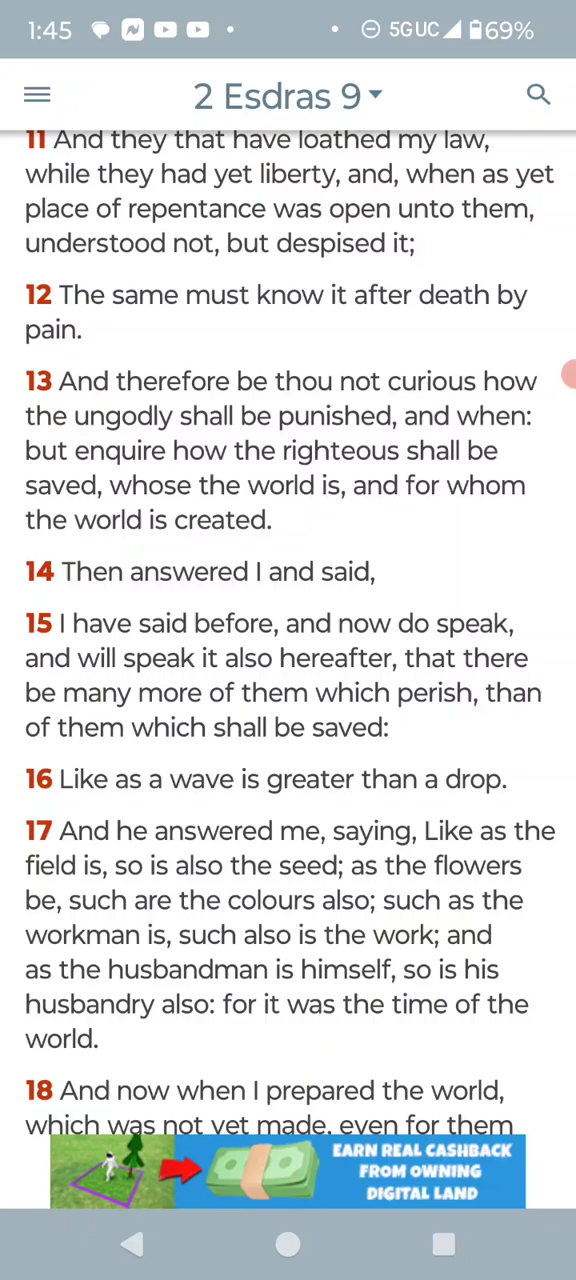 1:45 5G UC 69%
2 Esdras 9
11 And they that have loathed my law,
while they had yet liberty, and, when as yet
place of repentance was open unto them,
understood not, but despised it;
12 The same must know it after death by
pain.
13 And therefore be thou not curious how
the ungodly shall be punished, and when:
but enquire how the righteous shall be
saved, whose the world is, and for whom
the world is created.
14 Then answered I and said,
15 I have said before, and now do speak,
and will speak it also hereafter, that there
be many more of them which perish, than
of them which shall be saved:
16 Like as a wave is greater than a drop.
17 And he answered me, saying, Like as the
field is, so is also the seed; as the flowers
be, such are the colours also; such as the
workman is, such also is the work; and
as the husbandman is himself, so is his
husbandry also: for it was the time of the
world.
18 And now when I prepared the world,
which was not yet made, even for them
EARN REAL CASHBACK
FROM OWNING
DIGITAL LAND